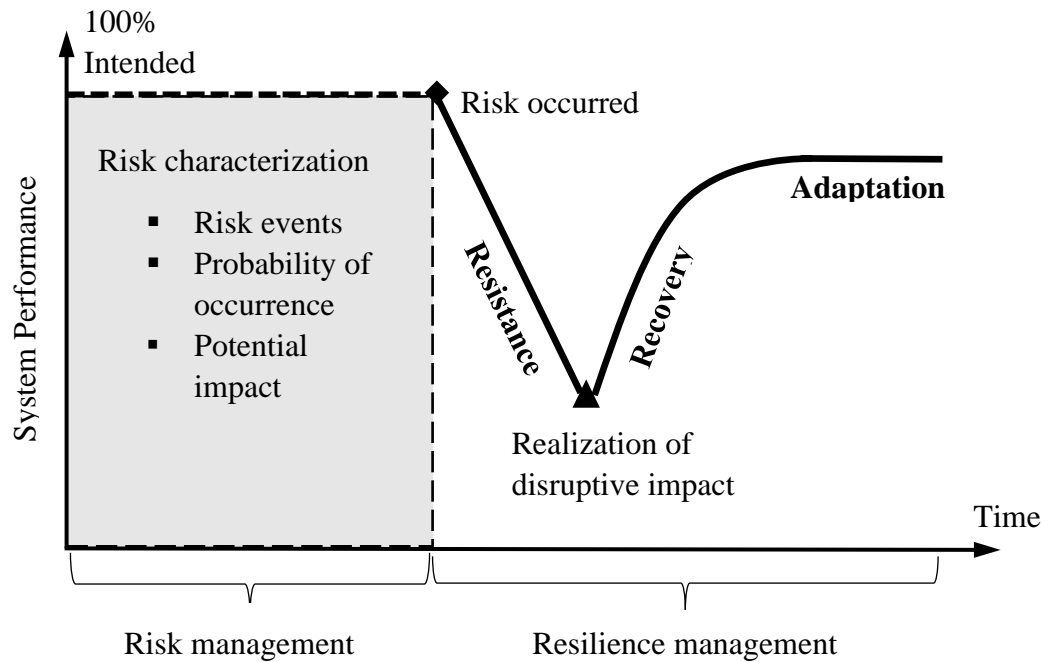 100%
Intended
Risk occurred
Risk characterization
▪ Risk events
▪ Probability of
occurrence
▪ Potential
impact
System Performance
Resistance
Recovery
Adaptation
Realization of
disruptive impact
Time
Risk management
Resilience management